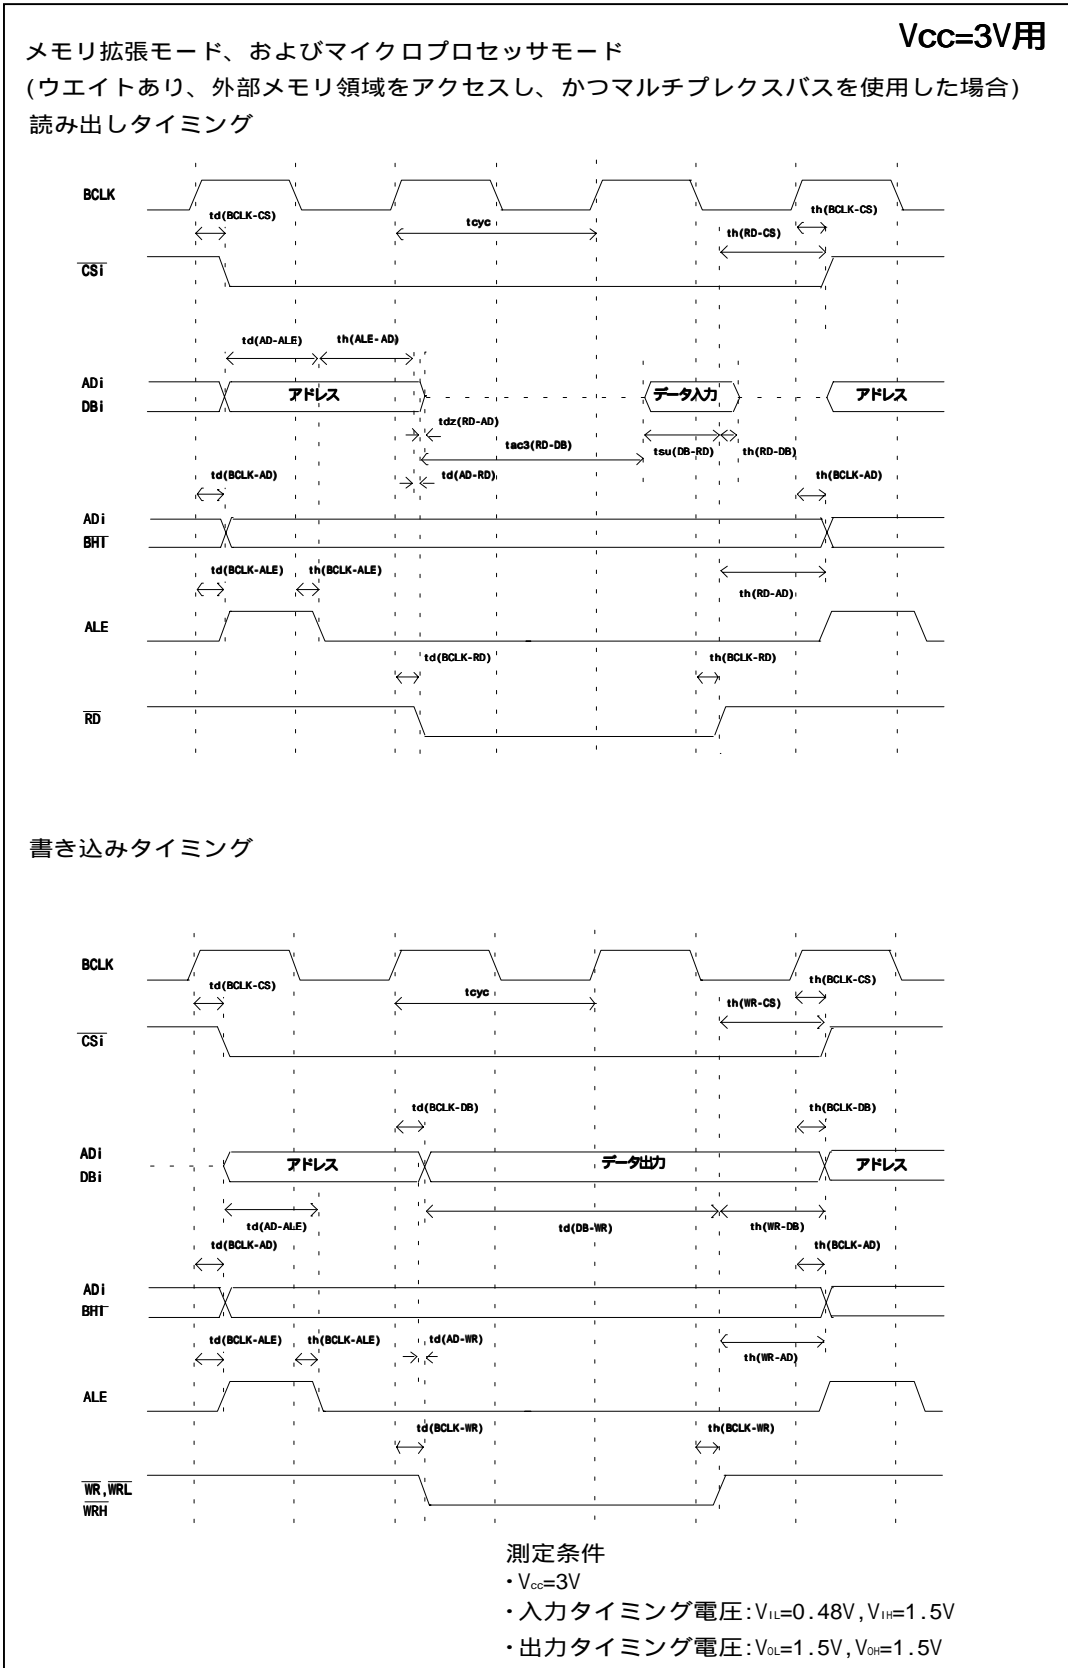 Vcc=3V用
メモリ拡張モード、およびマイクロプロセッサモード
(ウエイトあり、外部メモリ領域をアクセスし、かつマルチプレクスバスを使用した場合)
読み出しタイミング
BCLK
td(BCLK-CS)
tcyc
th(BCLK-CS)
th(RD-CS)
CSi
td(AD-ALE)
th(ALE-AD)
ADi
DBi
アドレス
データ入力
アドレス
tdz(RD-AD)
tac3(RD-DB)
tsu(DB-RD)
th(RD-DB)
td(BCLK-AD)
td(AD-RD)
th(BCLK-AD)
ADi
BHI
td(BCLK-ALE)
th(BCLK-ALE)
th(RD-AD)
ALE
td(BCLK-RD)
th(BCLK-RD)
RD
書き込みタイミング
BCLK
td(BCLK-CS)
tcyc
th(BCLK-CS)
th(WR-CS)
CSi
td(BCLK-DB)
th(BCLK-DB)
ADi
DBi
アドレス
データ出力
アドレス
td(AD-ALE)
td(DB-WR)
th(WR-DB)
td(BCLK-AD)
th(BCLK-AD)
ADi
BHI
td(BCLK-ALE)
th(BCLK-ALE)
td(AD-WR)
th(WR-AD)
ALE
td(BCLK-WR)
th(BCLK-WR)
WR,WRL
WRH
測定条件
・Vcc=3V
・入力タイミング電圧:VIL=0.48V,VIH=1.5V
・出力タイミング電圧:VOL=1.5V,VOH=1.5V